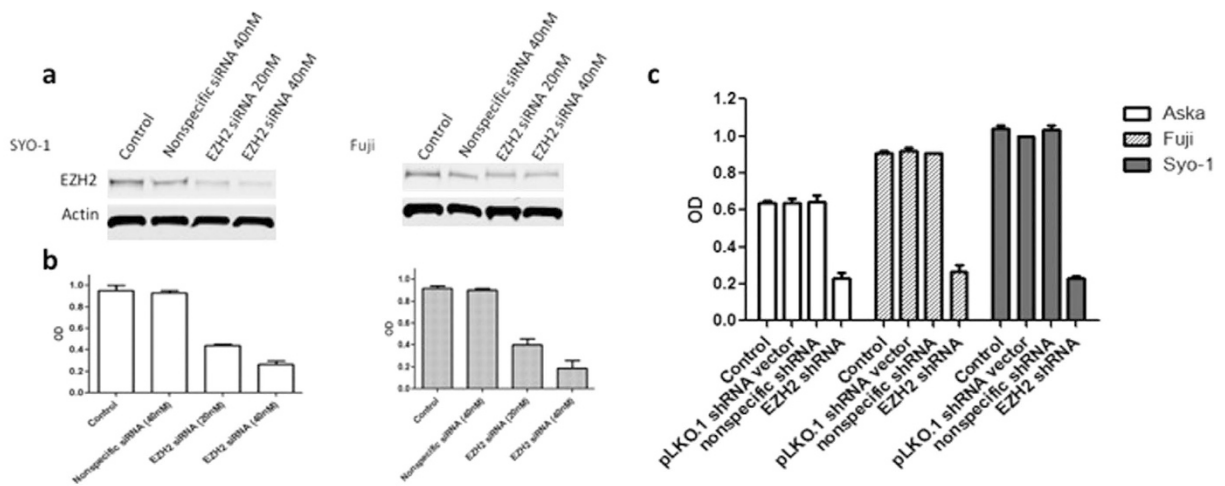 a
SYO-1
Control
Nonspecific siRNA 40nM
EZH2 siRNA 20nM
EZH2 siRNA 40nM
EZH2
Actin
Fuji
Control
Nonspecific siRNA 40nM
EZH2 siRNA 20nM
EZH2 siRNA 40nM
b
OD
1.0
0.8
0.6
0.4
0.2
0.0
Control
Nonspecific siRNA (40nM)
EZH2 siRNA (20nM)
EZH2 siRNA (40nM)
OD
1.0
0.8
0.6
0.4
0.2
0.0
Control
Nonspecific siRNA (40nM)
EZH2 siRNA (20nM)
EZH2 siRNA (40nM)
c
OD
1.2
1.0
0.8
0.6
0.4
0.2
0.0
Control
pLKO.1 shRNA vector
nonspecific shRNA
EZH2 shRNA
Control
pLKO.1 shRNA vector
nonspecific shRNA
EZH2 shRNA
Control
pLKO.1 shRNA vector
nonspecific shRNA
EZH2 shRNA
Aska
Fuji
Syo-1